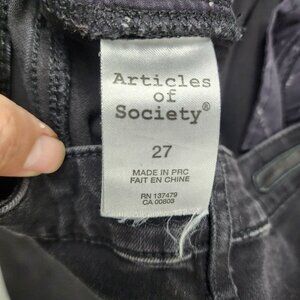 Articles
of
Society®
27
MADE IN PRC
FAIT EN CHINE
RN 137479
CA 00803